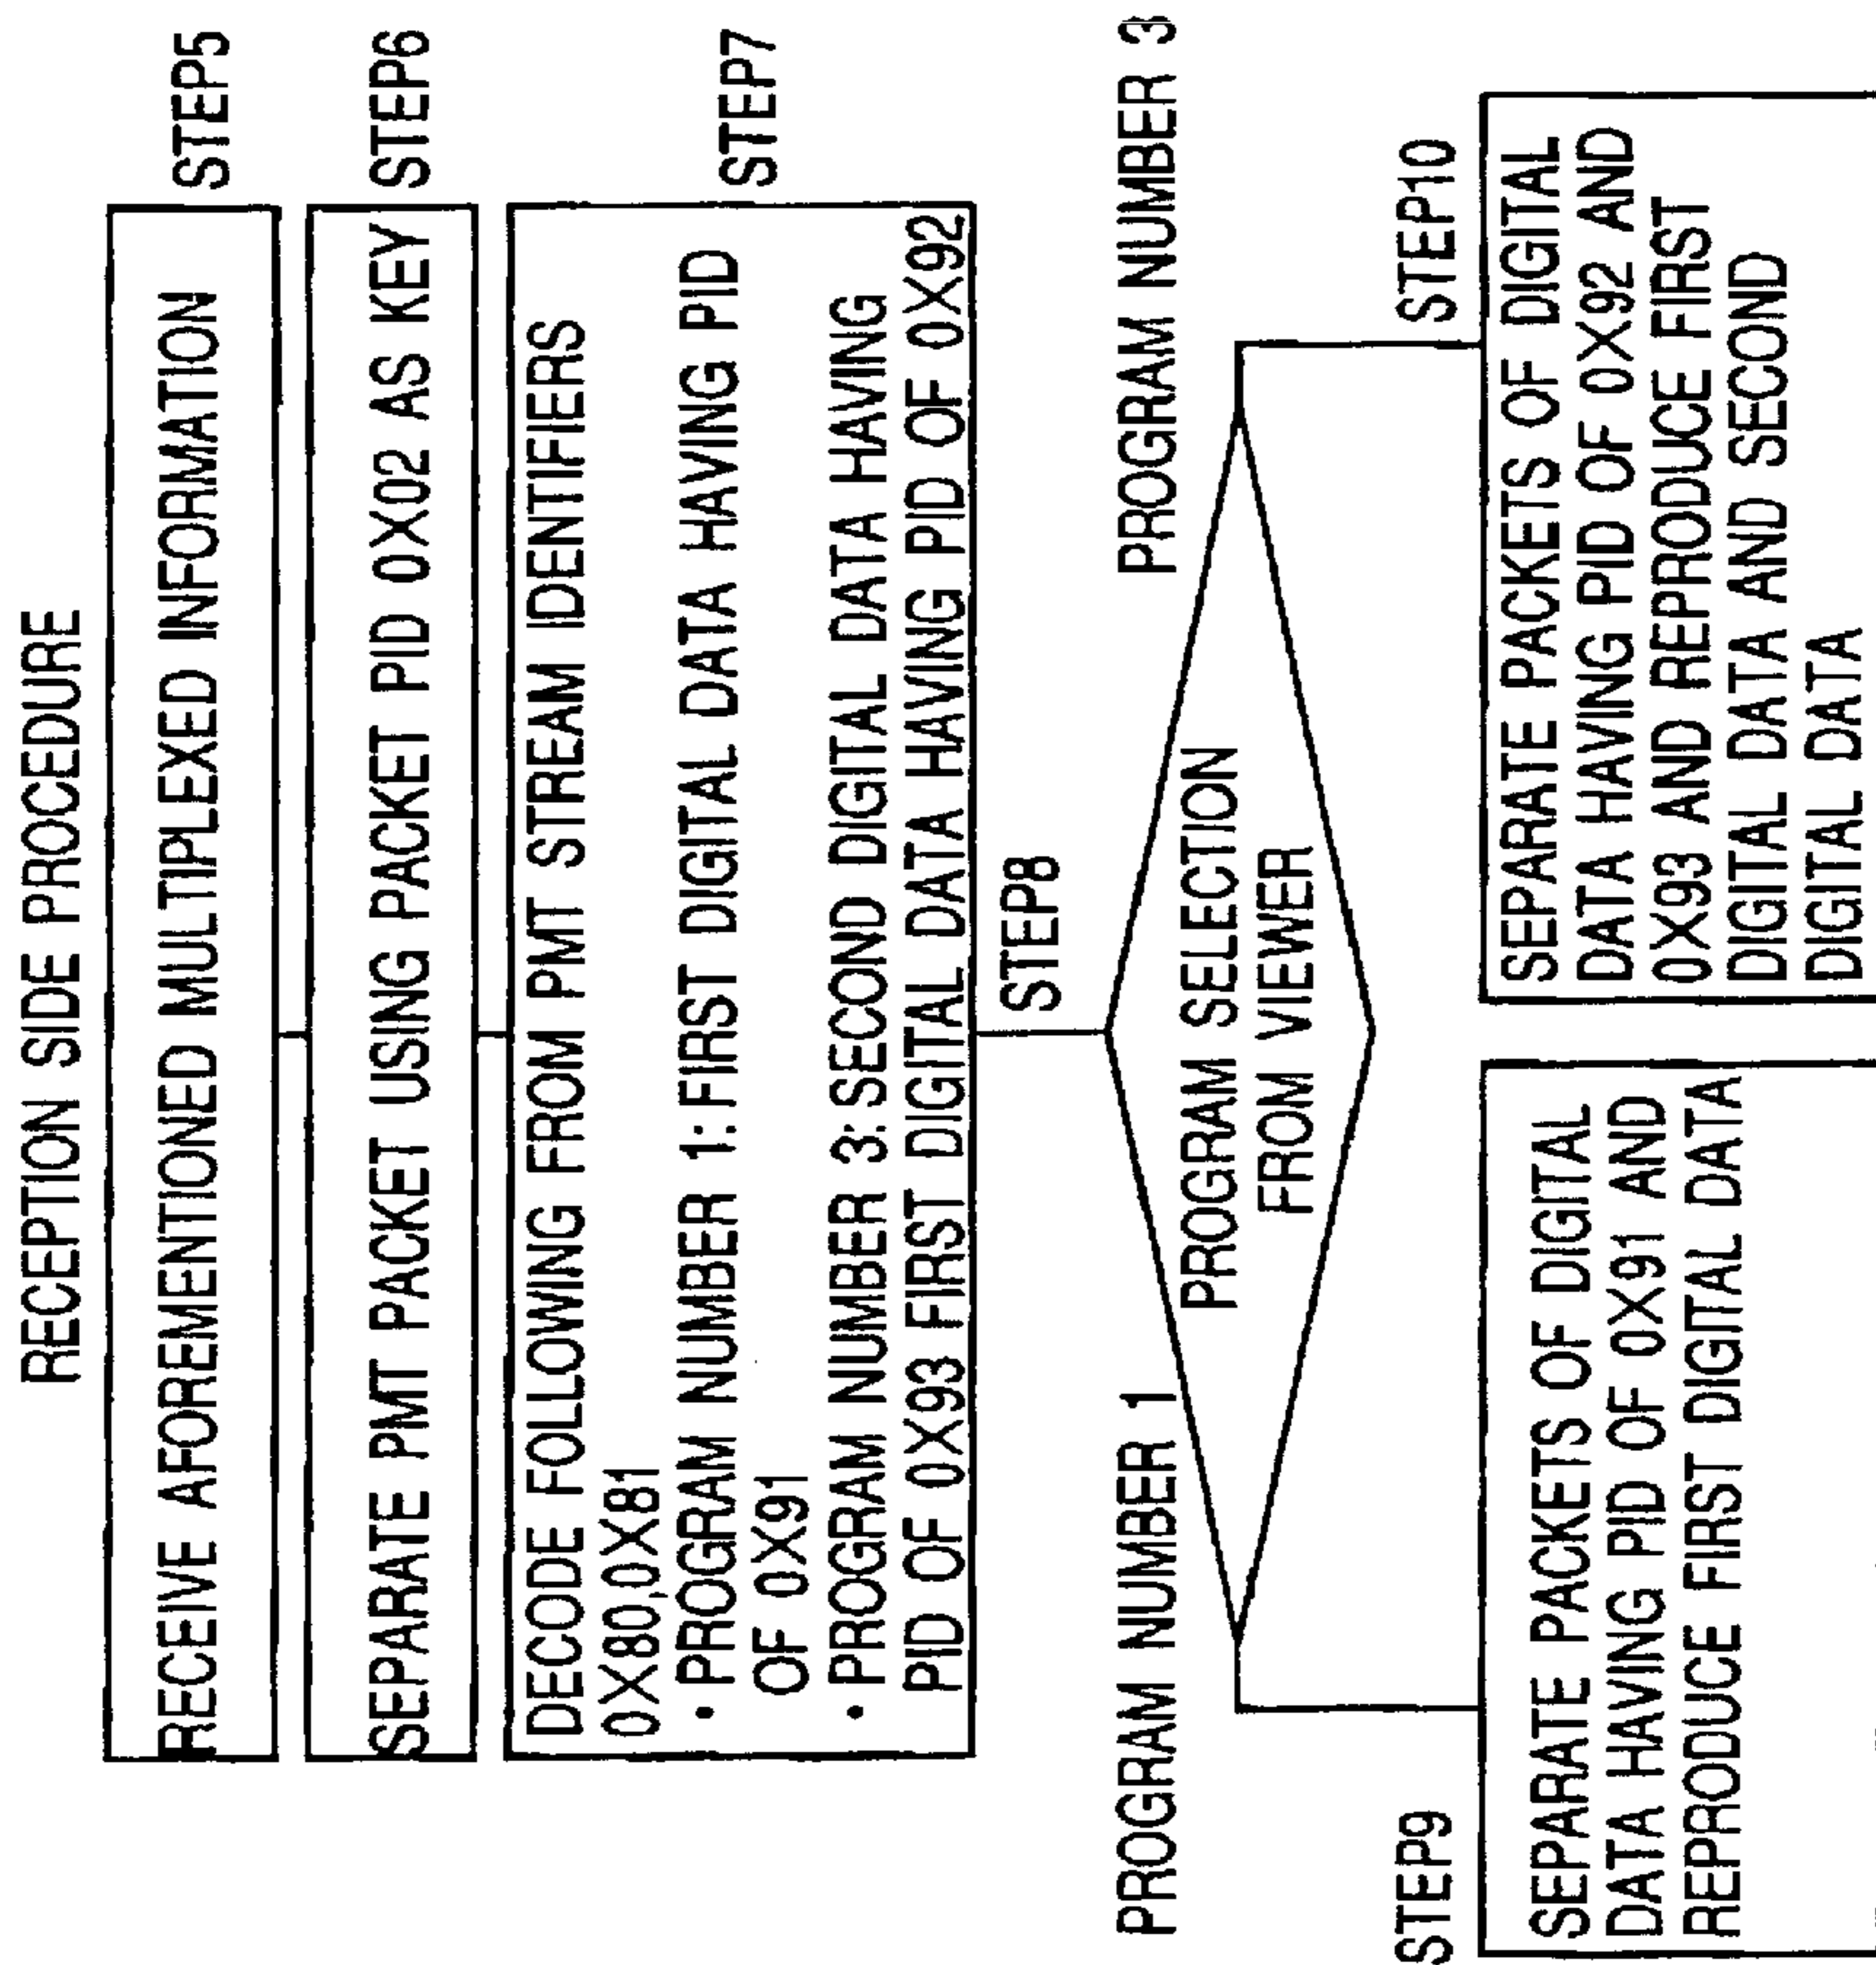 RECEPTION SIDE PROCEDURE
RECEIVE AFOREMENTIONED MULTIPLEXED INFORMATION
STEP5
SEPARATE PMT PACKET USING PACKET PID 0X02 AS KEY
STEP6
DECODE FOLLOWING FROM PMT STREAM IDENTIFIERS
0X80,0X81
• PROGRAM NUMBER 1:FIRST DIGITAL DATA HAVING PID
OF 0X91
• PROGRAM NUMBER 3:SECOND DIGITAL DATA HAVING
PID OF 0X93 FIRST DIGITAL DATA HAVING PID OF 0X92
STEP7
STEP8
PROGRAM NUMBER 1
PROGRAM NUMBER 3
PROGRAM SELECTION
FROM VIEWER
STEP9
SEPARATE PACKETS OF DIGITAL
DATA HAVING PID OF 0X91 AND
REPRODUCE FIRST DIGITAL DATA
STEP10
SEPARATE PACKETS OF DIGITAL
DATA HAVING PID OF 0X92 AND
0X93 AND REPRODUCE FIRST
DIGITAL DATA AND SECOND
DIGITAL DATA